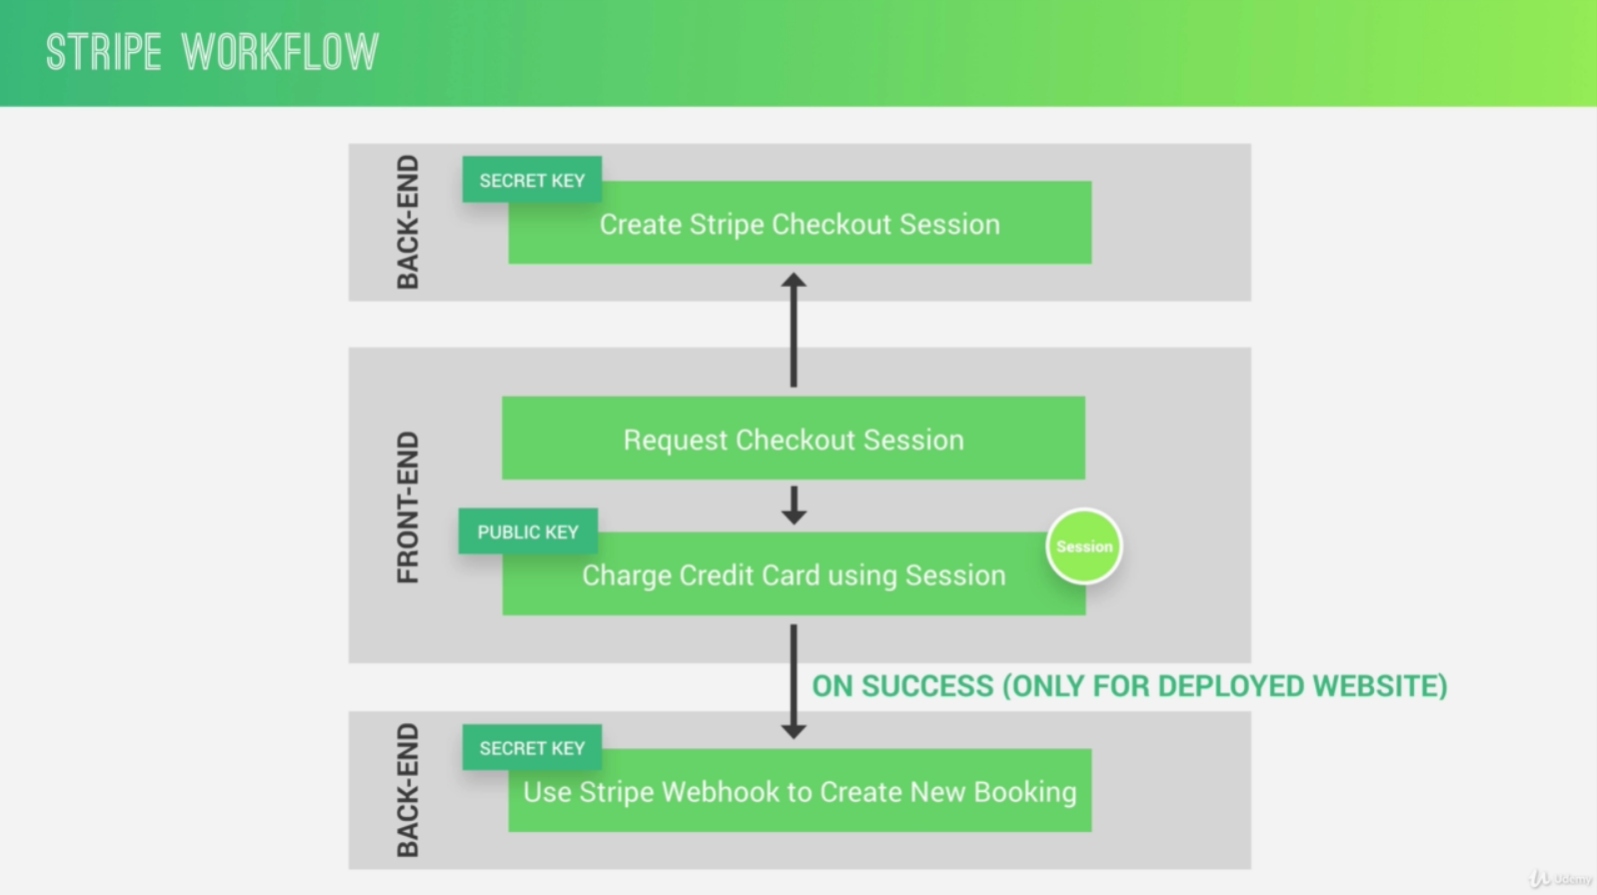 STRIPE WORKFLOW
BACK-END
SECRET KEY
Create Stripe Checkout Session
FRONT-END
Request Checkout Session
PUBLIC KEY
Session
Charge Credit Card using Session
ON SUCCESS (ONLY FOR DEPLOYED WEBSITE)
BACK-END
SECRET KEY
Use Stripe Webhook to Create New Booking
Udemy